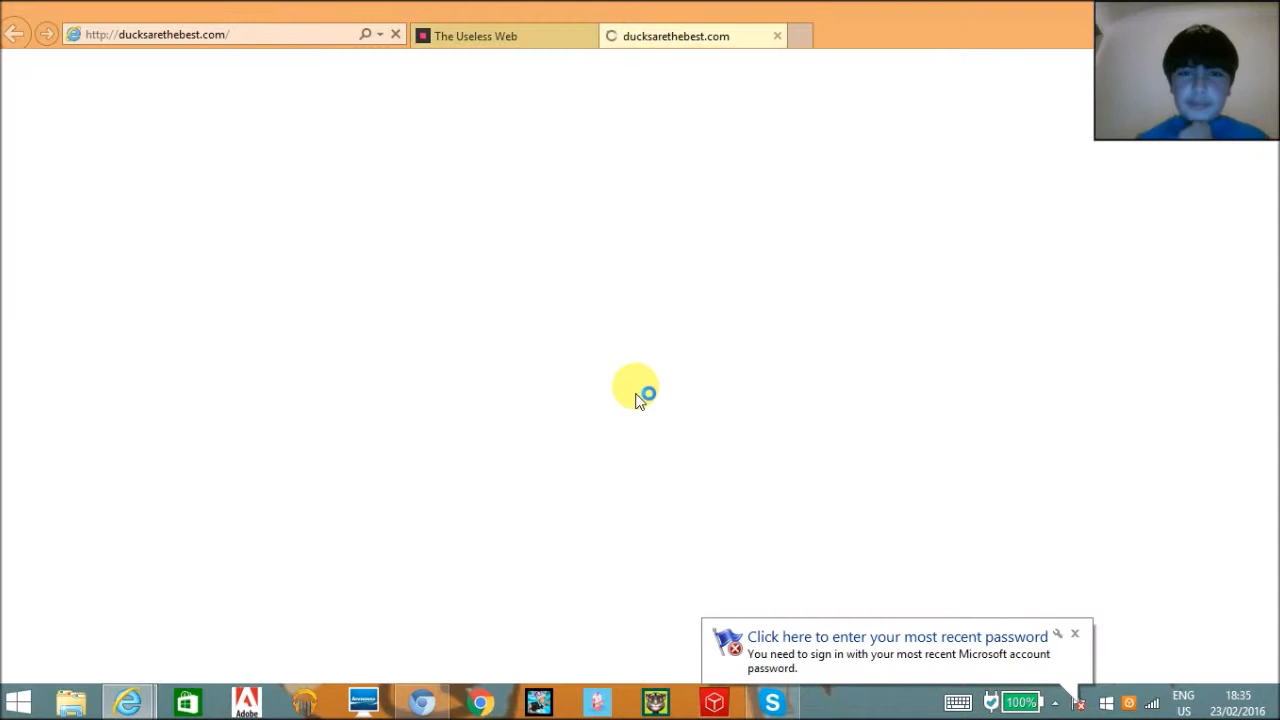 http://ducksarethebest.com/
The Useless Web
ducksarethebest.com
Click here to enter your most recent password
You need to sign in with your most recent Microsoft account
password.
Adobe
100%
ENG
US
18:35
23/02/2016